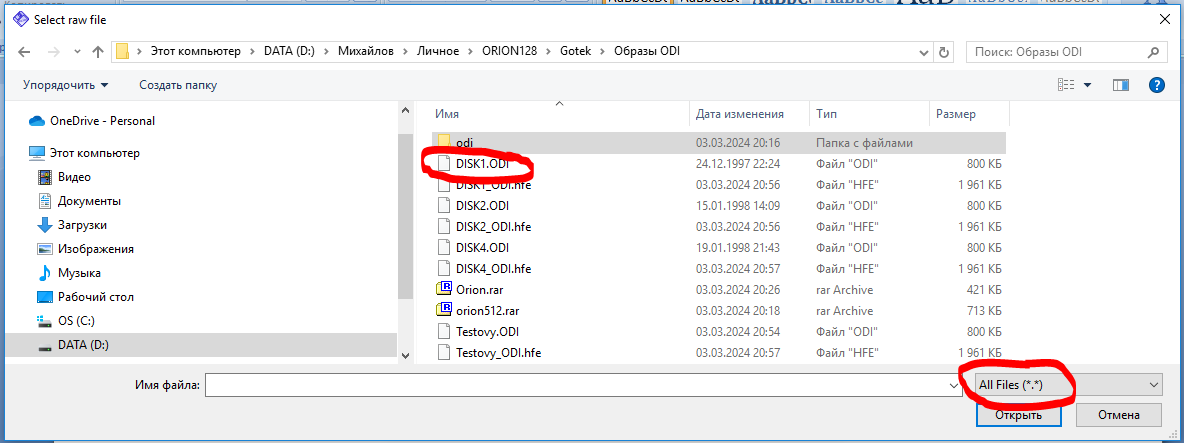 Select raw file
Этот компьютер > DATA (D:) > Михайлов > Личное > ORION128 > Gotek > Образы ODI
Поиск: Образы ODI
Упорядочить
Создать папку
OneDrive - Personal
Этот компьютер
Видео
Документы
Загрузки
Изображения
Музыка
Рабочий стол
OS (C:)
DATA (D:)
Имя Дата изменения Тип Размер
odi 03.03.2024 20:16 Папка с файлами
DISK1.ODI 24.12.1997 22:24 Файл "ODI" 800 КБ
DISK1_ODI.hfe 03.03.2024 20:56 Файл "HFE" 1 961 КБ
DISK2.ODI 15.01.1998 14:09 Файл "ODI" 800 КБ
DISK2_ODI.hfe 03.03.2024 20:56 Файл "HFE" 1 961 КБ
DISK4.ODI 19.01.1998 21:43 Файл "ODI" 800 КБ
DISK4_ODI.hfe 03.03.2024 20:57 Файл "HFE" 1 961 КБ
Orion.rar 03.03.2024 20:26 rar Archive 421 КБ
orion512.rar 03.03.2024 20:18 rar Archive 713 КБ
Testovy.ODI 03.03.2024 20:54 Файл "ODI" 800 КБ
Testovy_ODI.hfe 03.03.2024 20:57 Файл "HFE" 1 961 КБ
Имя файла:
All Files (*.*)
Открыть
Отмена